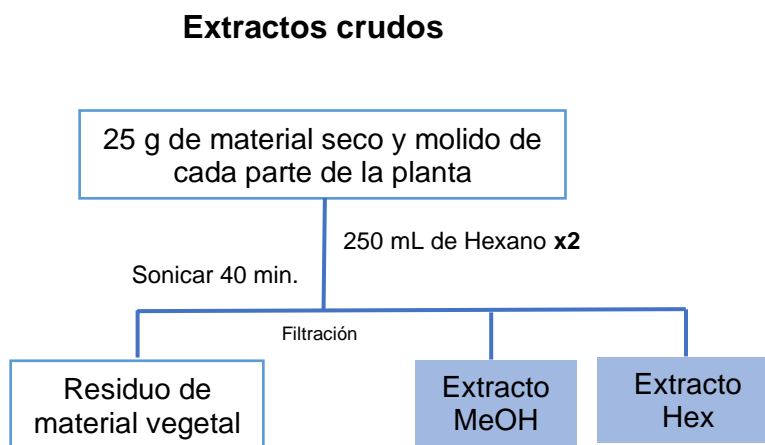 Extractos crudos
25 g de material seco y molido de
cada parte de la planta
250 mL de Hexano x2
Sonicar 40 min.
Filtración
Residuo de
material vegetal
Extracto
MeOH
Extracto
Hex